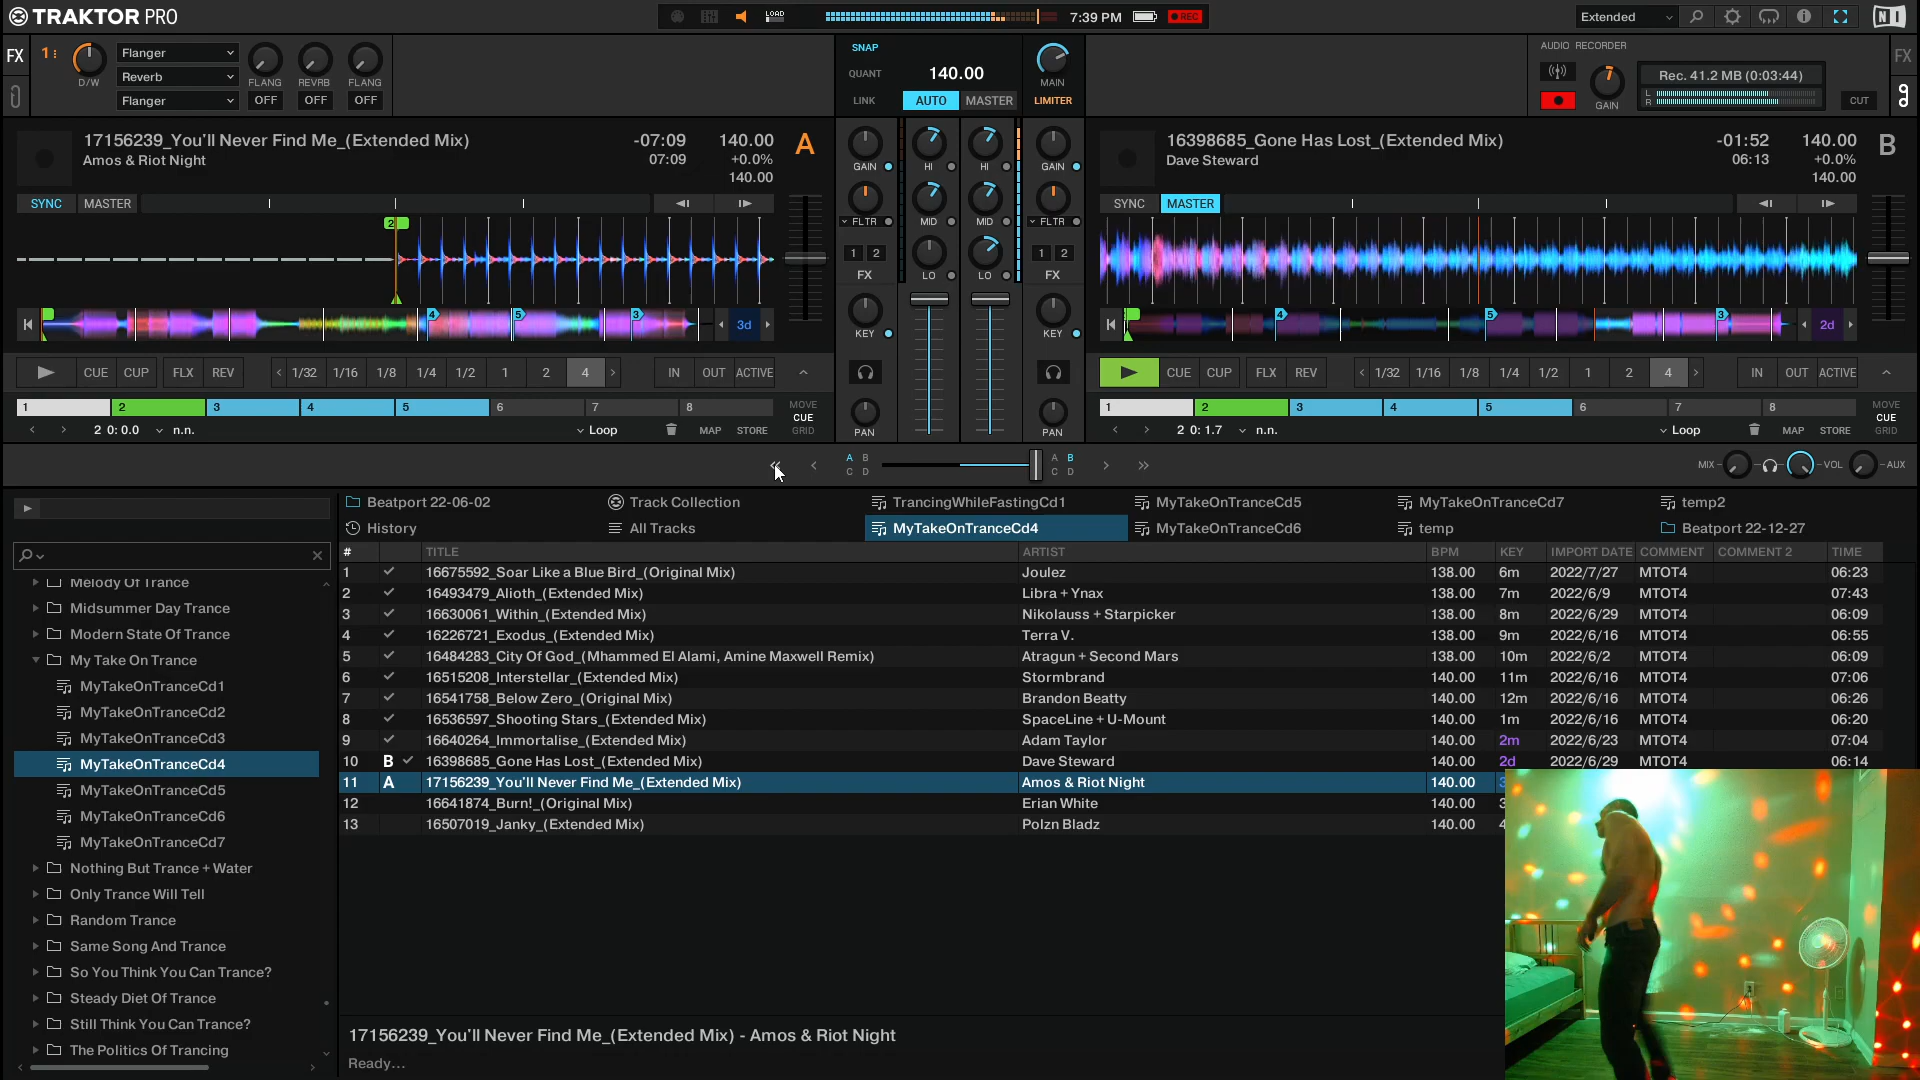 TRAKTOR PRO
LOAD
7:39 PM
REC
Extended
FX
1
Flanger
Reverb
Flanger
D/W
FLANG
REVRB
FLANG
OFF
OFF
OFF
SNAP
QUANT
LINK
140.00
AUTO
MASTER
MAIN
LIMITER
AUDIO RECORDER
GAIN
Rec. 41.2 MB (0:03:44)
L
R
CUT
FX
17156239_You'll Never Find Me_(Extended Mix)
Amos & Riot Night
-07:09
07:09
140.00
+0.0%
140.00
A
SYNC
MASTER
2
4
5
3
3d
CUE
CUP
FLX
REV
1/32
1/16
1/8
1/4
1/2
1
2
4
IN
OUT
ACTIVE
1
2
3
4
5
6
7
8
MOVE
CUE
GRID
2 0: 0.0
n.n.
Loop
MAP
STORE
GAIN
HI
HI
GAIN
FLTR
MID
MID
FLTR
1 2
FX
LO
LO
1 2
FX
KEY
KEY
PAN
PAN
16398685_Gone Has Lost_(Extended Mix)
Dave Steward
-01:52
06:13
140.00
+0.0%
140.00
B
SYNC
MASTER
4
5
3
2d
CUE
CUP
FLX
REV
1/32
1/16
1/8
1/4
1/2
1
2
4
IN
OUT
ACTIVE
1
2
3
4
5
6
7
8
MOVE
CUE
GRID
2 0: 1.7
n.n.
Loop
MAP
STORE
A B
C D
A B
C D
MIX
VOL
AUX
Beatport 22-06-02
Track Collection
TrancingWhileFastingCd1
MyTakeOnTranceCd5
MyTakeOnTranceCd7
temp2
History
All Tracks
MyTakeOnTranceCd4
MyTakeOnTranceCd6
temp
Beatport 22-12-27
Melody Of Trance
Midsummer Day Trance
Modern State Of Trance
My Take On Trance
MyTakeOnTranceCd1
MyTakeOnTranceCd2
MyTakeOnTranceCd3
MyTakeOnTranceCd4
MyTakeOnTranceCd5
MyTakeOnTranceCd6
MyTakeOnTranceCd7
Nothing But Trance + Water
Only Trance Will Tell
Random Trance
Same Song And Trance
So You Think You Can Trance?
Steady Diet Of Trance
Still Think You Can Trance?
The Politics Of Trancing
# TITLE ARTIST BPM KEY IMPORT DATE COMMENT COMMENT 2 TIME
1 16675592_Soar Like a Blue Bird_(Original Mix) Joulez 138.00 6m 2022/7/27 MTOT4 06:23
2 16493479_Alioth_(Extended Mix) Libra + Ynax 138.00 7m 2022/6/9 MTOT4 07:43
3 16630061_Within_(Extended Mix) Nikolauss + Starpicker 138.00 8m 2022/6/29 MTOT4 06:09
4 16226721_Exodus_(Extended Mix) Terra V. 138.00 9m 2022/6/16 MTOT4 06:55
5 16484283_City Of God_(Mhammed El Alami, Amine Maxwell Remix) Atragun + Second Mars 138.00 10m 2022/6/2 MTOT4 06:09
6 16515208_Interstellar_(Extended Mix) Stormbrand 140.00 11m 2022/6/16 MTOT4 07:06
7 16541758_Below Zero_(Original Mix) Brandon Beatty 140.00 12m 2022/6/16 MTOT4 06:26
8 16536597_Shooting Stars_(Extended Mix) SpaceLine + U-Mount 140.00 1m 2022/6/16 MTOT4 06:20
9 16640264_Immortalise_(Extended Mix) Adam Taylor 140.00 2m 2022/6/23 MTOT4 07:04
10 B 16398685_Gone Has Lost_(Extended Mix) Dave Steward 140.00 2d 2022/6/29 MTOT4 06:14
11 A 17156239_You'll Never Find Me_(Extended Mix) Amos & Riot Night 140.00
12 16641874_Burn!_(Original Mix) Erian White 140.00
13 16507019_Janky_(Extended Mix) Polzn Bladz 140.00
17156239_You'll Never Find Me_(Extended Mix) - Amos & Riot Night
Ready...